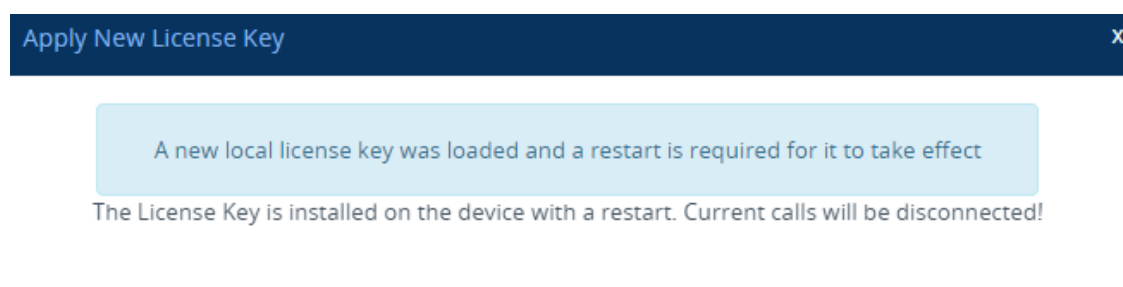 Apply New License Key
x
A new local license key was loaded and a restart is required for it to take effect
The License Key is installed on the device with a restart. Current calls will be disconnected!